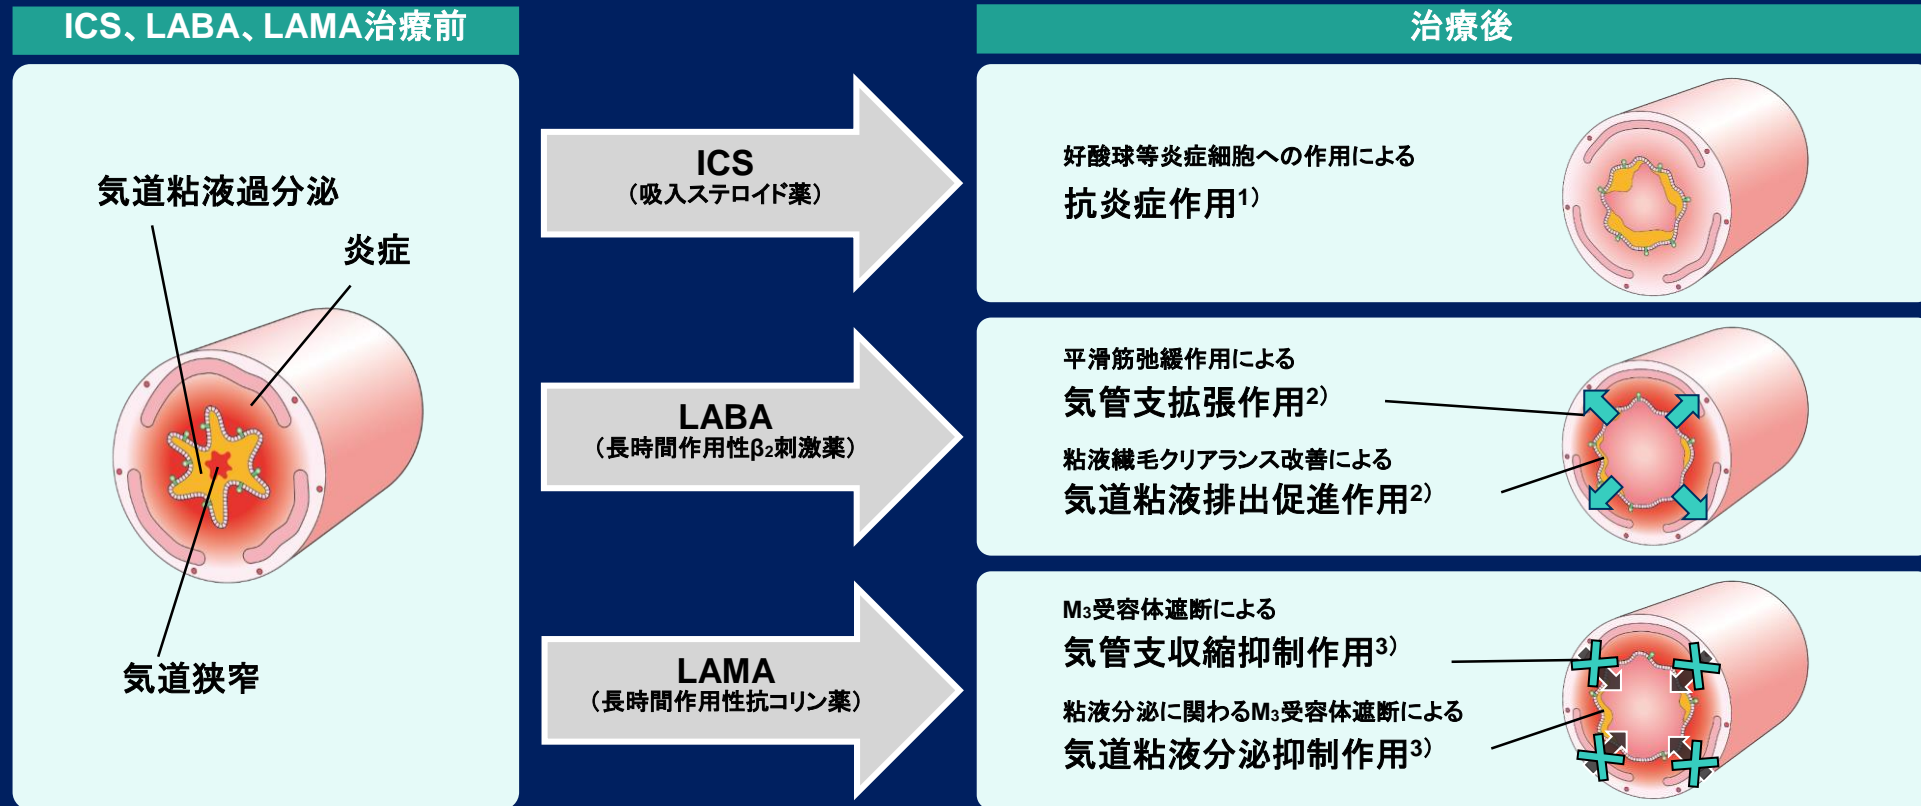 ICS、LABA、LAMA治療前
気道粘液過分泌
炎症
気道狭窄
ICS
（吸入ステロイド薬）
LABA
（長時間作用性β₂刺激薬）
LAMA
（長時間作用性抗コリン薬）
治療後
好酸球等炎症細胞への作用による
抗炎症作用¹⁾
平滑筋弛緩作用による
気管支拡張作用²⁾
粘液繊毛クリアランス改善による
気道粘液排出促進作用²⁾
M₃受容体遮断による
気管支収縮抑制作用³⁾
粘液分泌に関わるM₃受容体遮断による
気道粘液分泌抑制作用³⁾